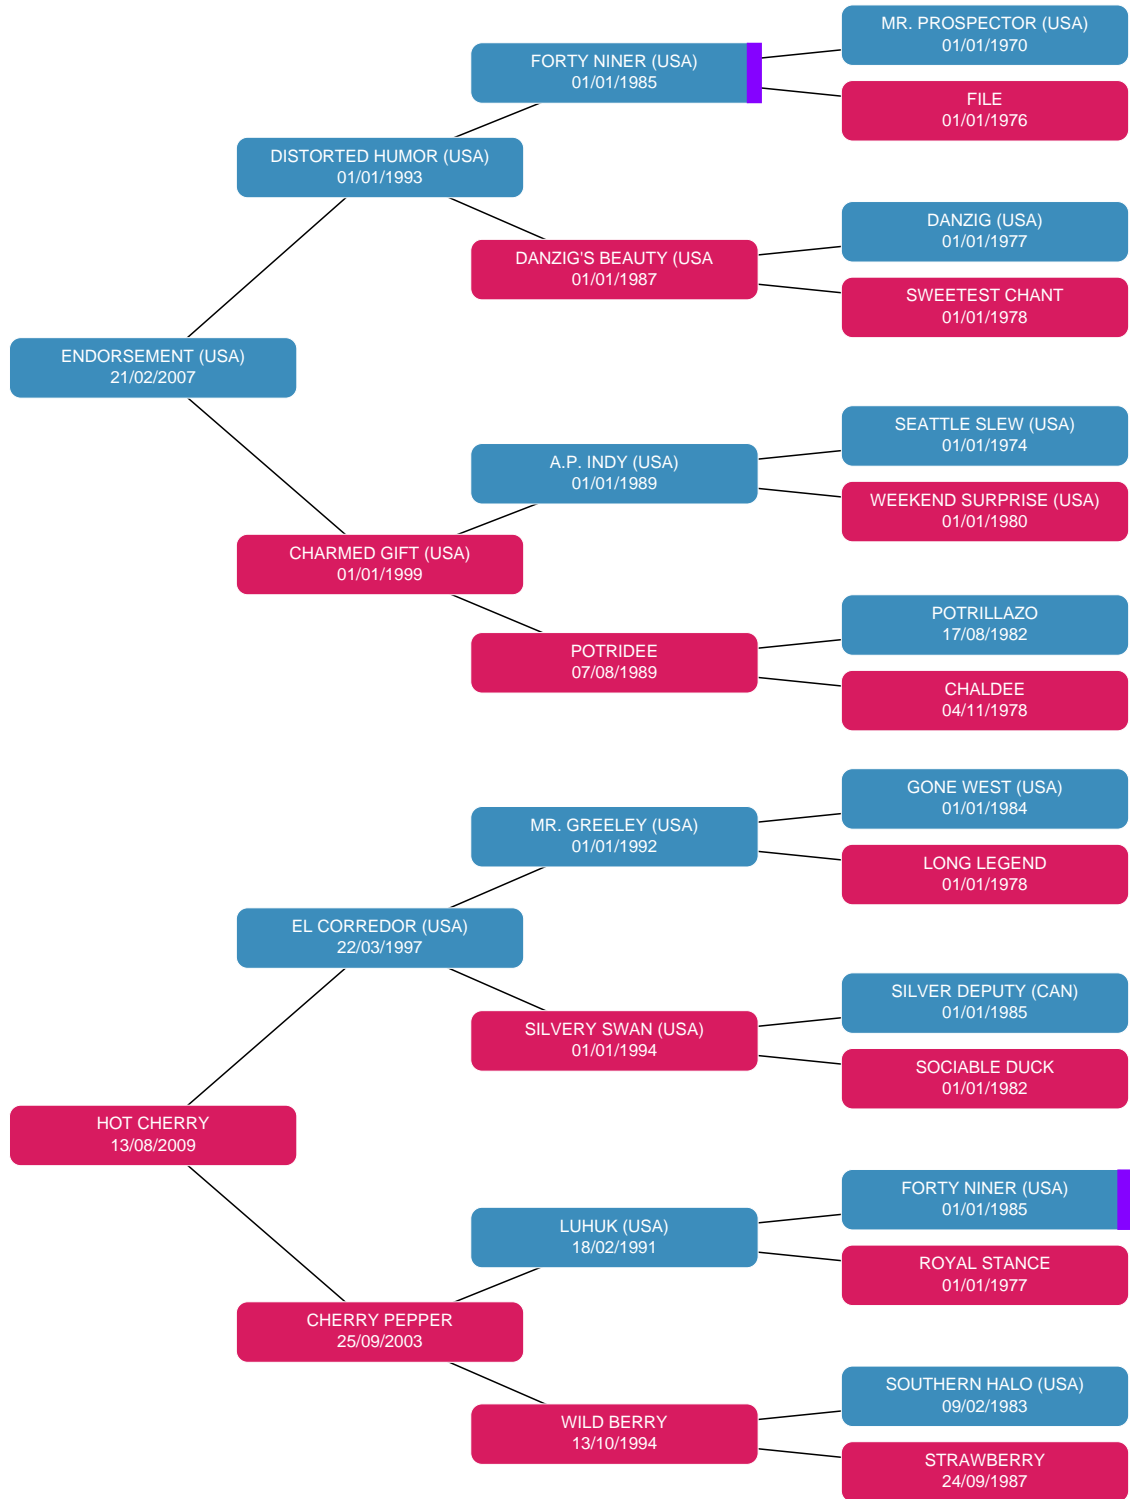 MR. PROSPECTOR (USA)
01/01/1970
FORTY NINER (USA)
01/01/1985
FILE
01/01/1976
DISTORTED HUMOR (USA)
01/01/1993
DANZIG (USA)
01/01/1977
DANZIG'S BEAUTY (USA
01/01/1987
SWEETEST CHANT
01/01/1978
ENDORSEMENT (USA)
21/02/2007
SEATTLE SLEW (USA)
01/01/1974
A.P. INDY (USA)
01/01/1989
WEEKEND SURPRISE (USA)
01/01/1980
CHARMED GIFT (USA)
01/01/1999
POTRILLAZO
17/08/1982
POTRIDEE
07/08/1989
CHALDEE
04/11/1978
GONE WEST (USA)
01/01/1984
MR. GREELEY (USA)
01/01/1992
LONG LEGEND
01/01/1978
EL CORREDOR (USA)
22/03/1997
SILVER DEPUTY (CAN)
01/01/1985
SILVERY SWAN (USA)
01/01/1994
SOCIABLE DUCK
01/01/1982
HOT CHERRY
13/08/2009
FORTY NINER (USA)
01/01/1985
LUHUK (USA)
18/02/1991
ROYAL STANCE
01/01/1977
CHERRY PEPPER
25/09/2003
SOUTHERN HALO (USA)
09/02/1983
WILD BERRY
13/10/1994
STRAWBERRY
24/09/1987